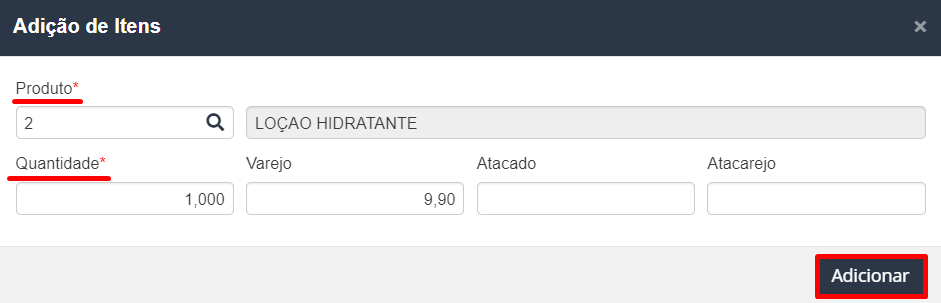 Adição de Itens ×
Produto*
2 LOÇAO HIDRATANTE
Quantidade* Varejo Atacado Atacarejo
1,000 9,90
Adicionar